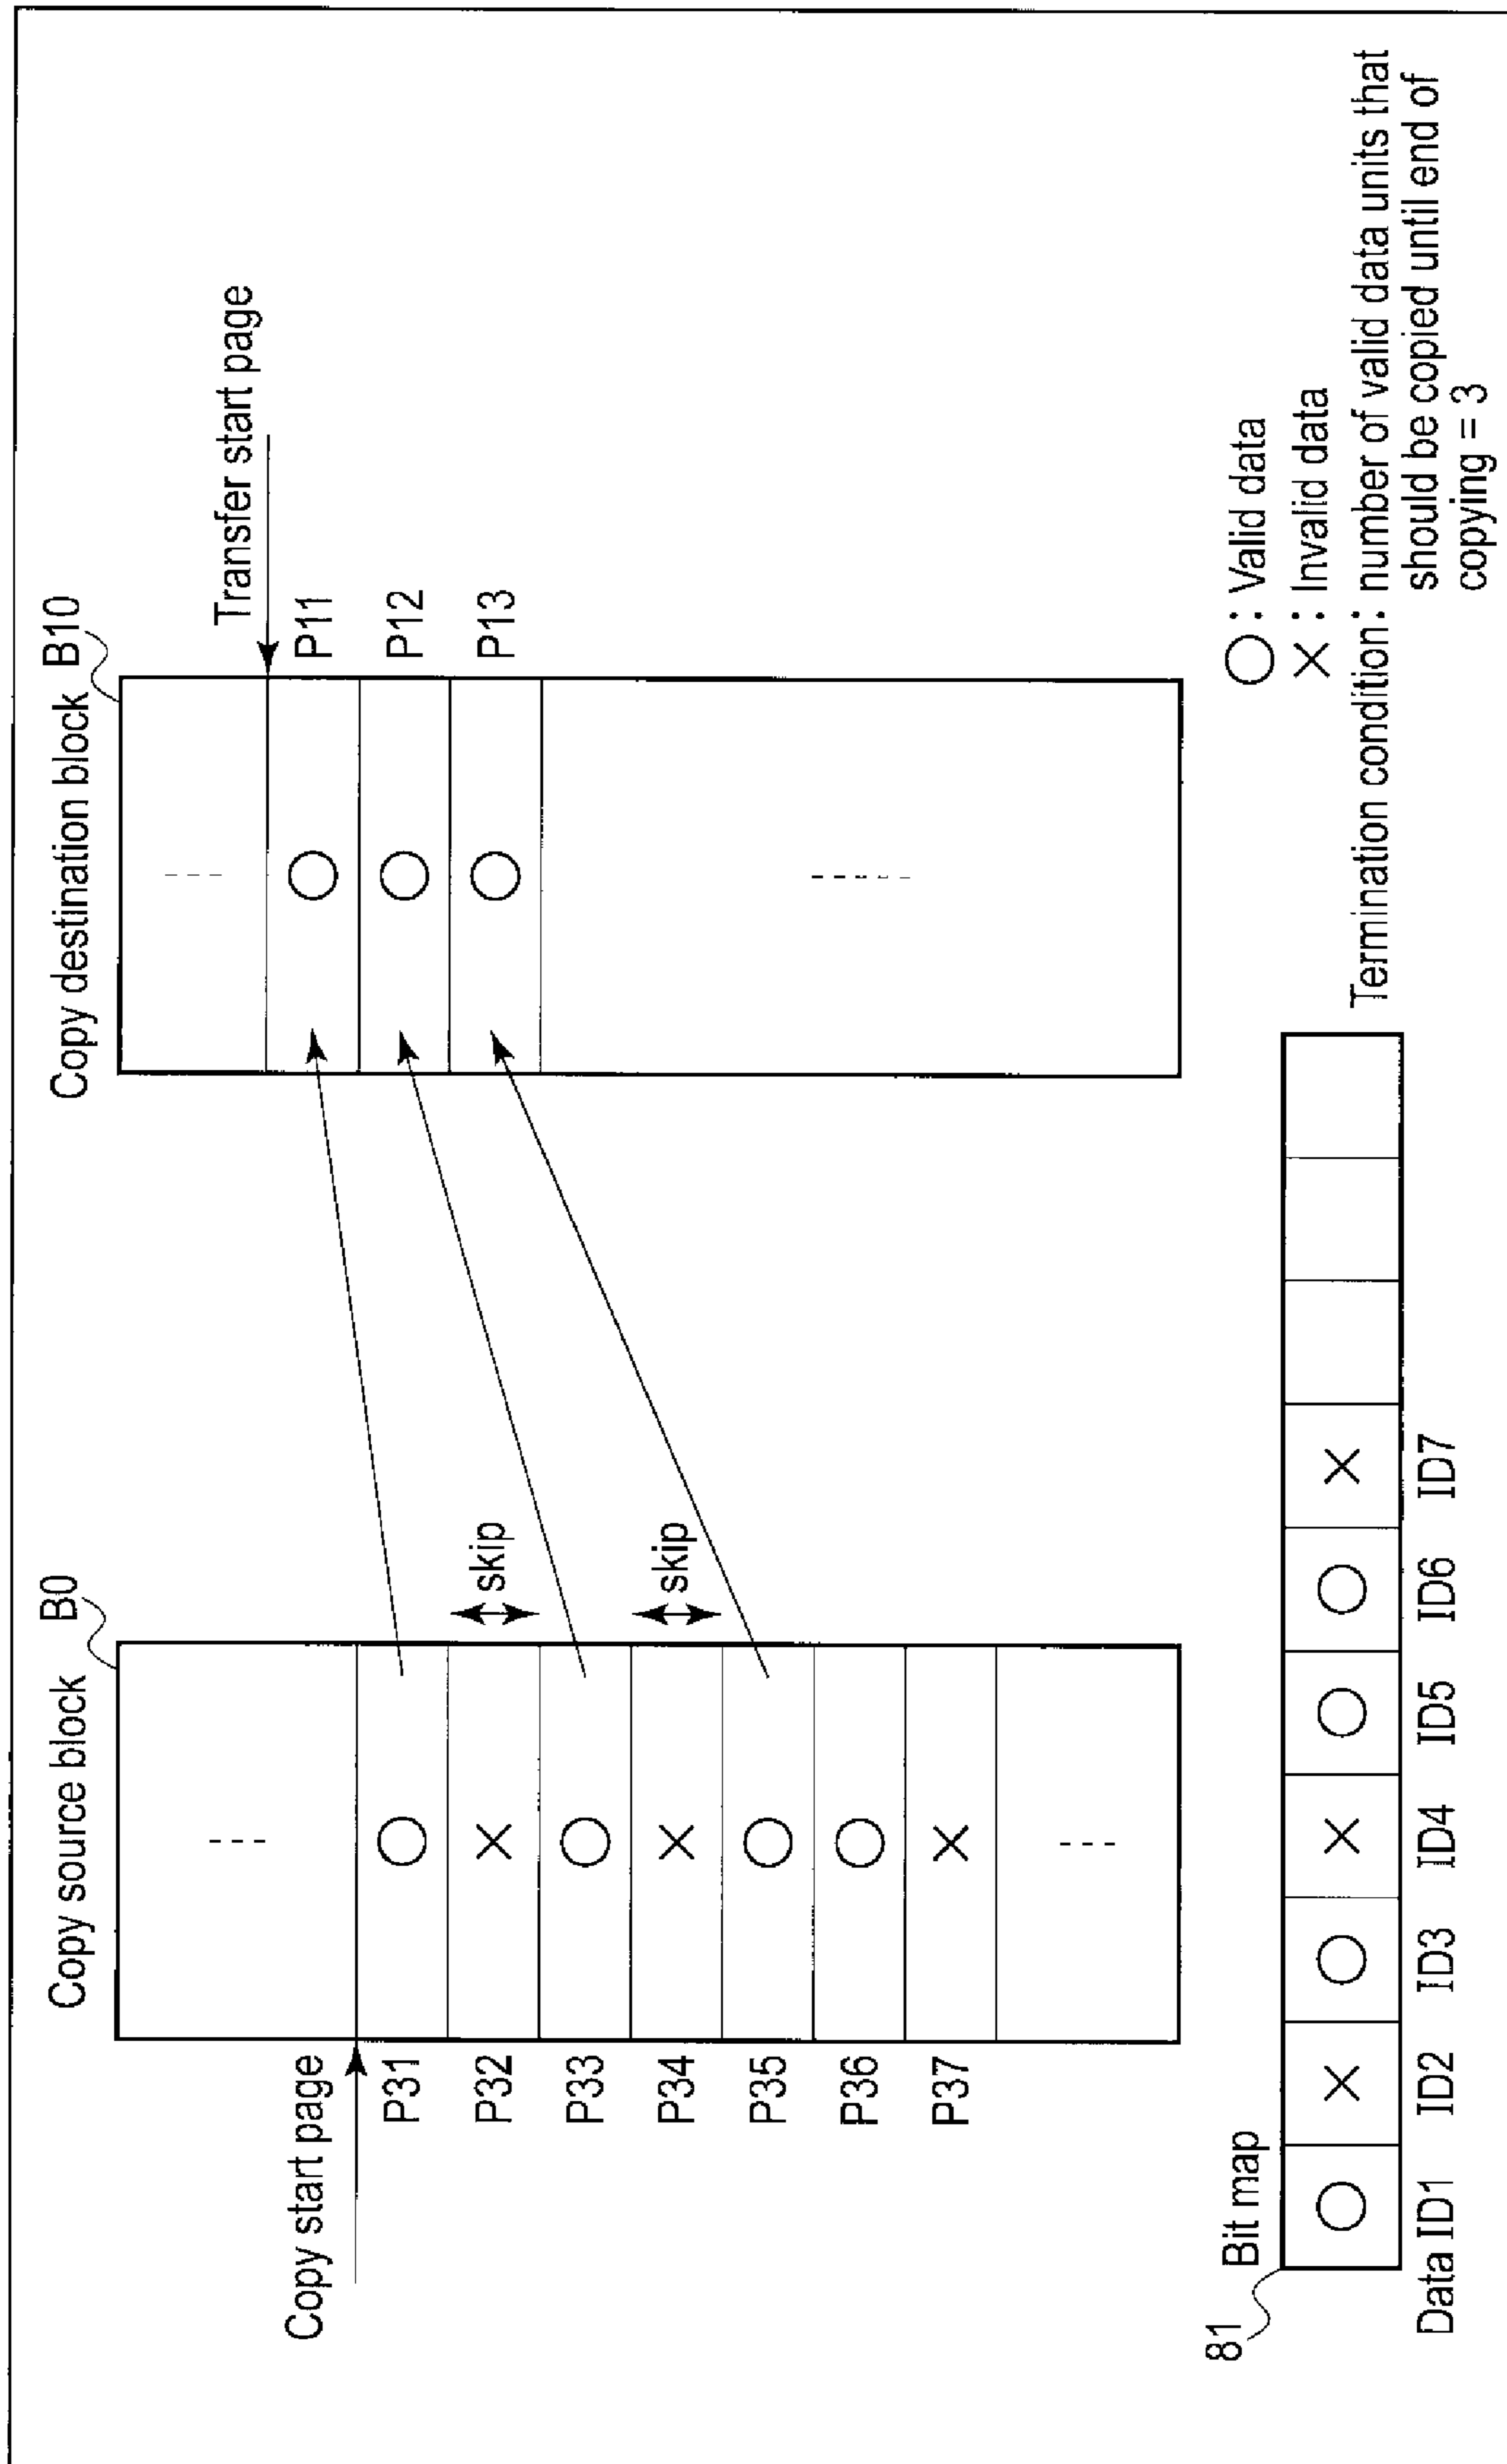 Copy source block
B0
Copy destination block
B10
Copy start page
Transfer start page
P31
P32
P33
P34
P35
P36
P37
skip
skip
P11
P12
P13
81
Bit map
Data ID1
ID2
ID3
ID4
ID5
ID6
ID7
: Valid data
: Invalid data
Termination condition: number of valid data units that
should be copied until end of
copying = 3